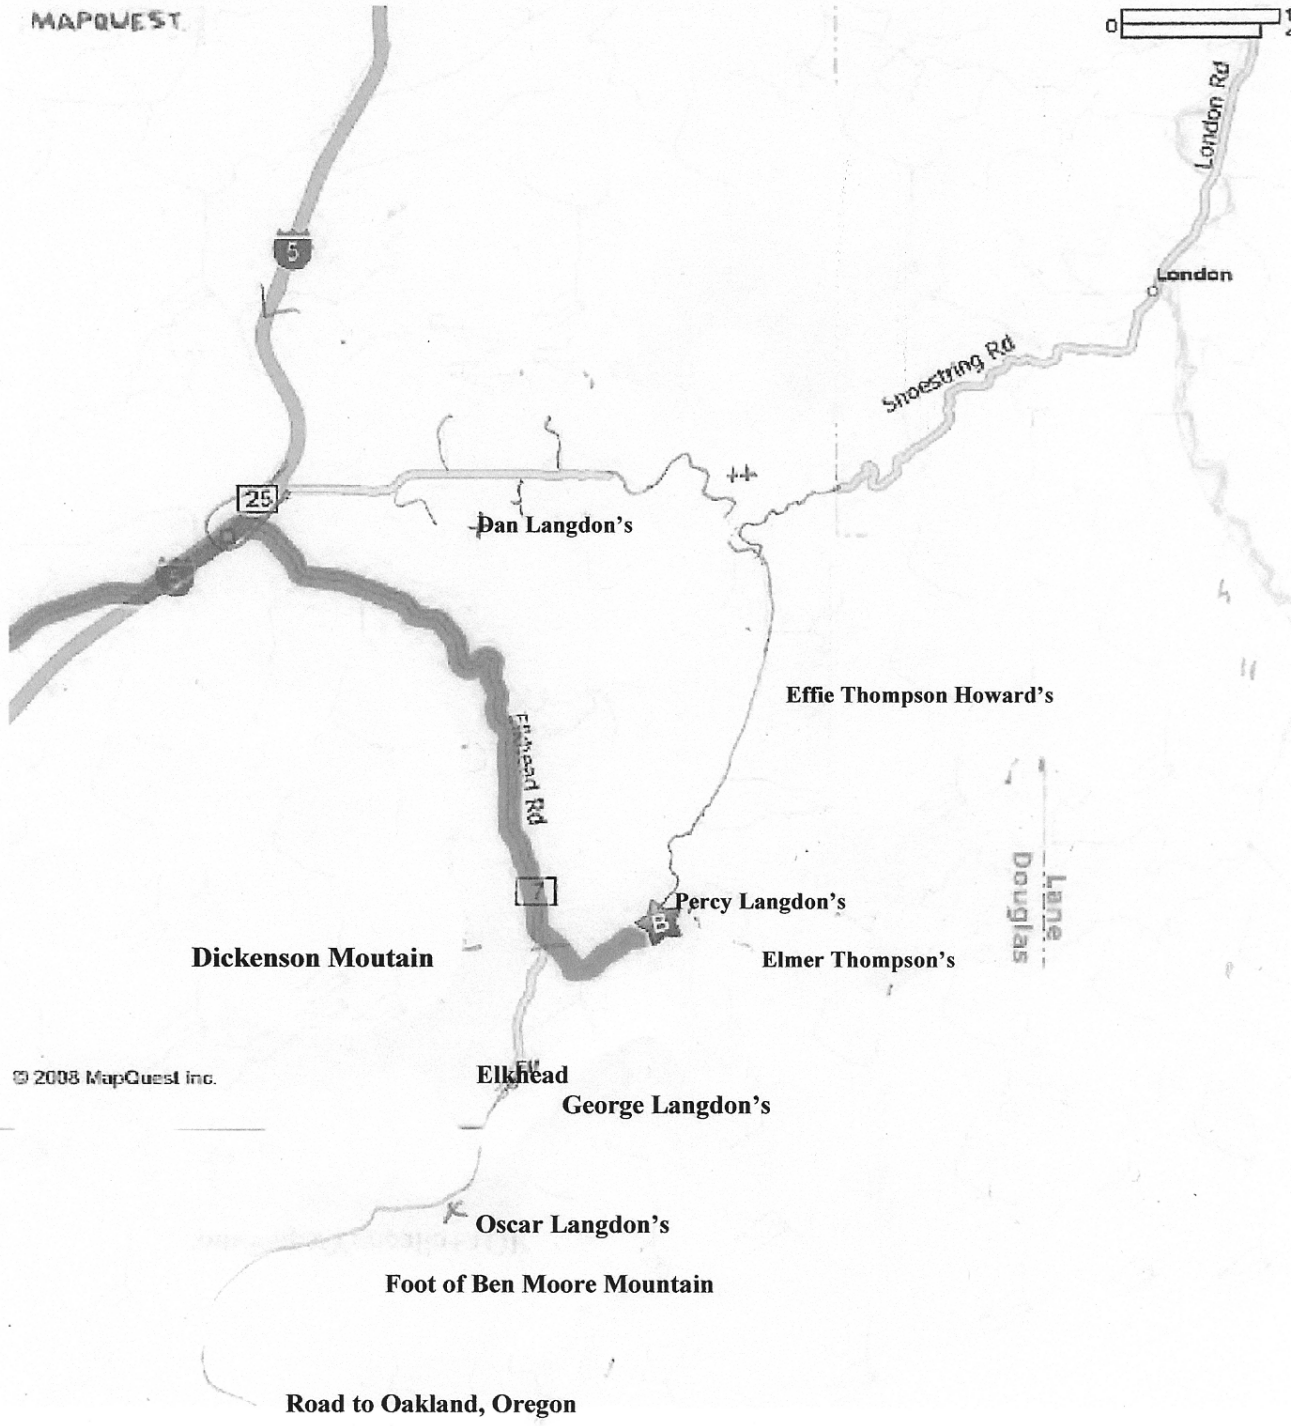 MAPQUEST
0
London Rd
5
London
Shoestring Rd
25
Dan Langdon's
5
Effie Thompson Howard's
Elkhead Rd
7
Percy Langdon's
B
Lane
Douglas
Dickenson Moutain
Elmer Thompson's
© 2008 MapQuest Inc.
Elkhead
George Langdon's
x
Oscar Langdon's
Foot of Ben Moore Mountain
Road to Oakland, Oregon